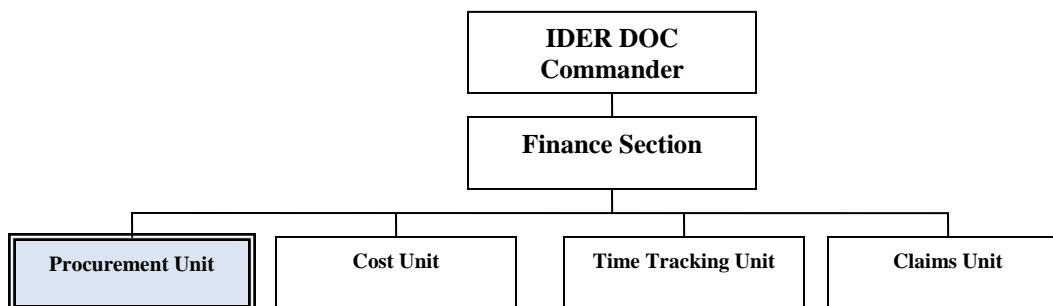 IDER DOC
Commander
Finance Section
Procurement Unit
Cost Unit
Time Tracking Unit
Claims Unit